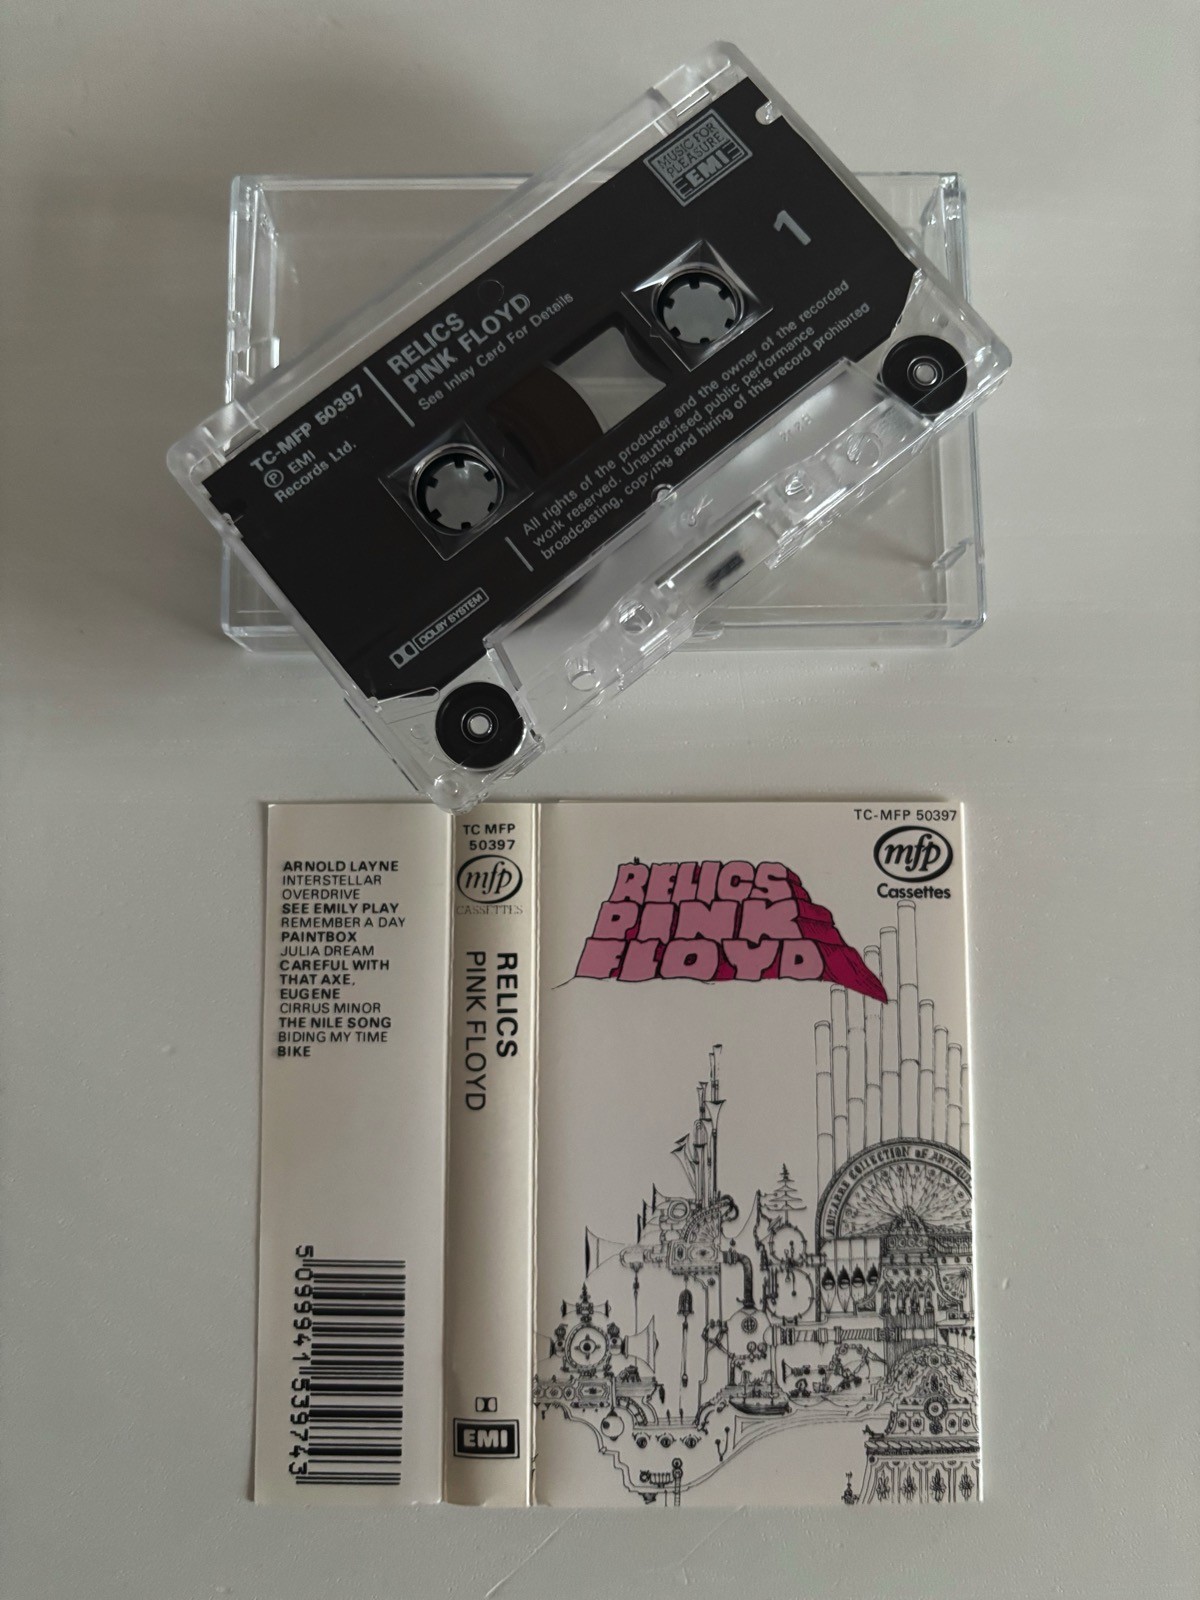 MUSIC FOR
PLEASURE
EMI
1
TC-MFP 50397
Ⓟ EMI
Records Ltd.
RELICS
PINK FLOYD
See Inlay Card For Details
All rights of the producer and the owner of the recorded
work reserved. Unauthorised public performance
broadcasting, copying and hiring of this record prohibited
DOLBY SYSTEM
ARNOLD LAYNE
INTERSTELLAR
OVERDRIVE
SEE EMILY PLAY
REMEMBER A DAY
PAINTBOX
JULIA DREAM
CAREFUL WITH
THAT AXE,
EUGENE
CIRRUS MINOR
THE NILE SONG
BIDING MY TIME
BIKE
5 099941 539743
TC MFP
50397
mfp
CASSETTES
RELICS
PINK FLOYD
EMI
TC-MFP 50397
mfp
Cassettes
RELICS
PINK
FLOYD
A BIZARRE COLLECTION OF ANTIQUE